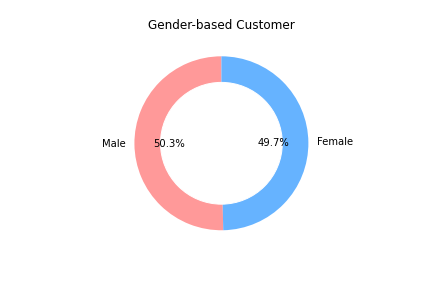 Gender-based Customer
Male
50.3%
49.7%
Female